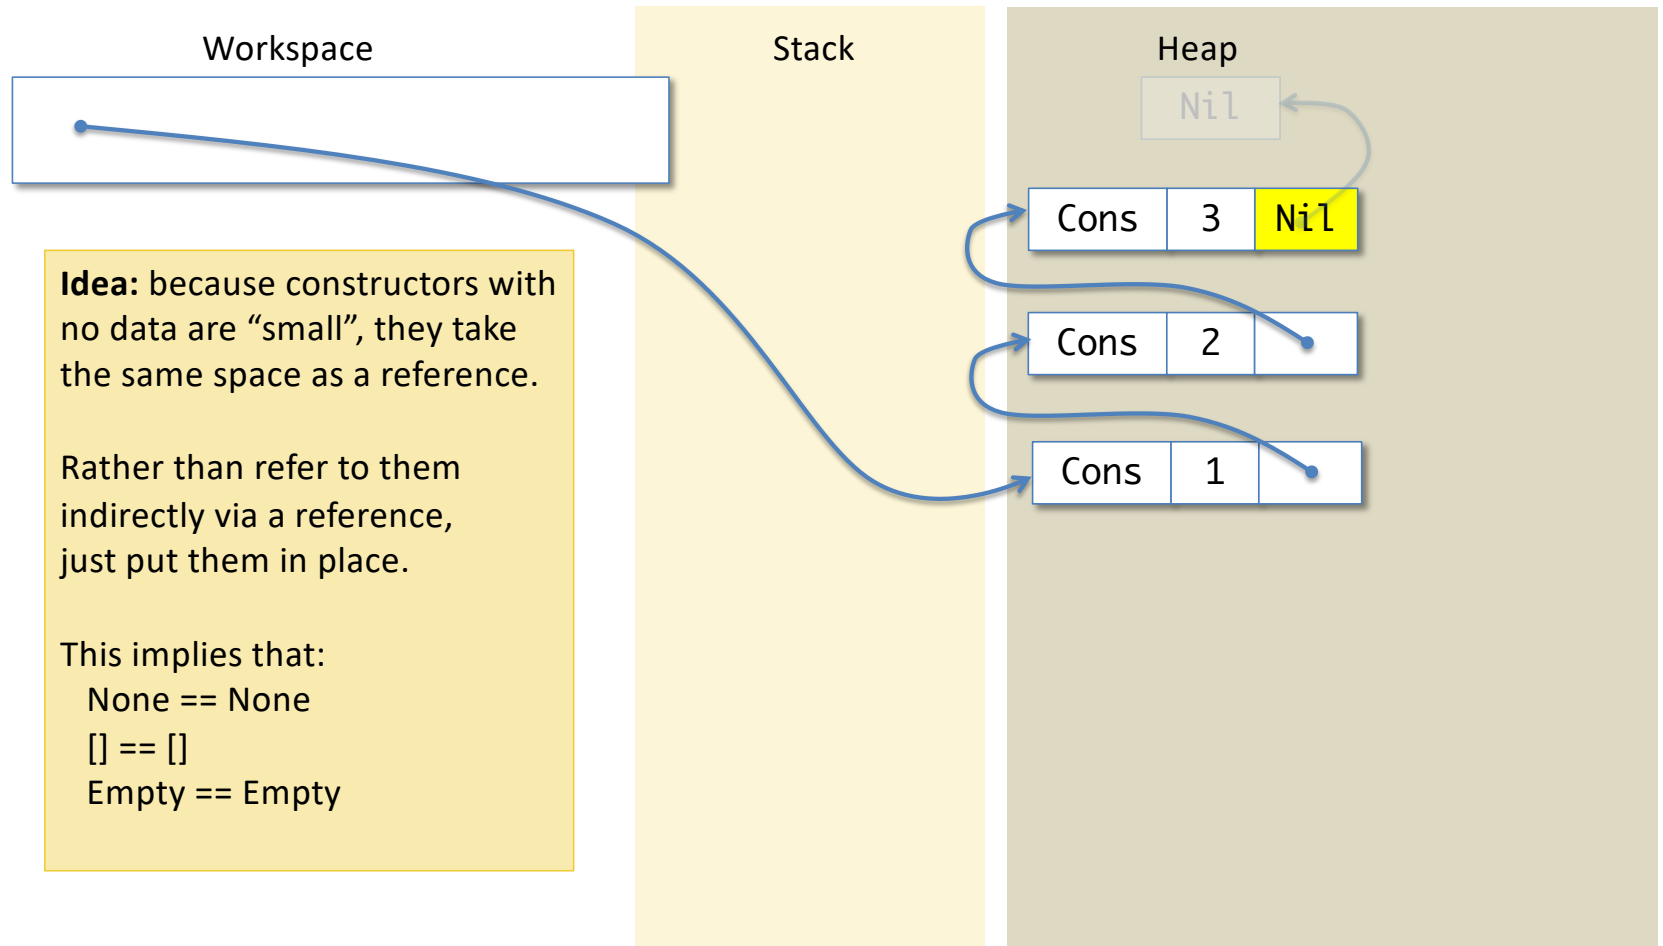 Workspace
Stack
Heap
Nil
Cons 3 Nil
Cons 2
Cons 1
Idea: because constructors with
no data are “small”, they take
the same space as a reference.
Rather than refer to them
indirectly via a reference,
just put them in place.
This implies that:
None == None
[] == []
Empty == Empty